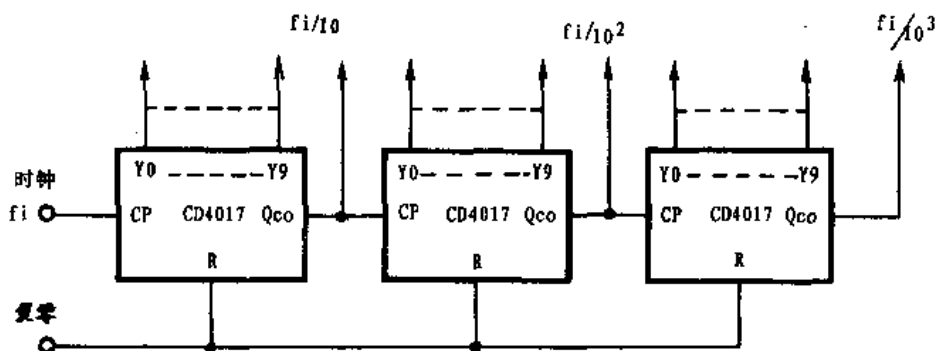 fi/10
fi/10²
fi/10³
Y0 Y9
Y0 Y9
Y0 Y9
时钟
fi
CP CD4017 Qco
CP CD4017 Qco
CP CD4017 Qco
R
R
R
复零